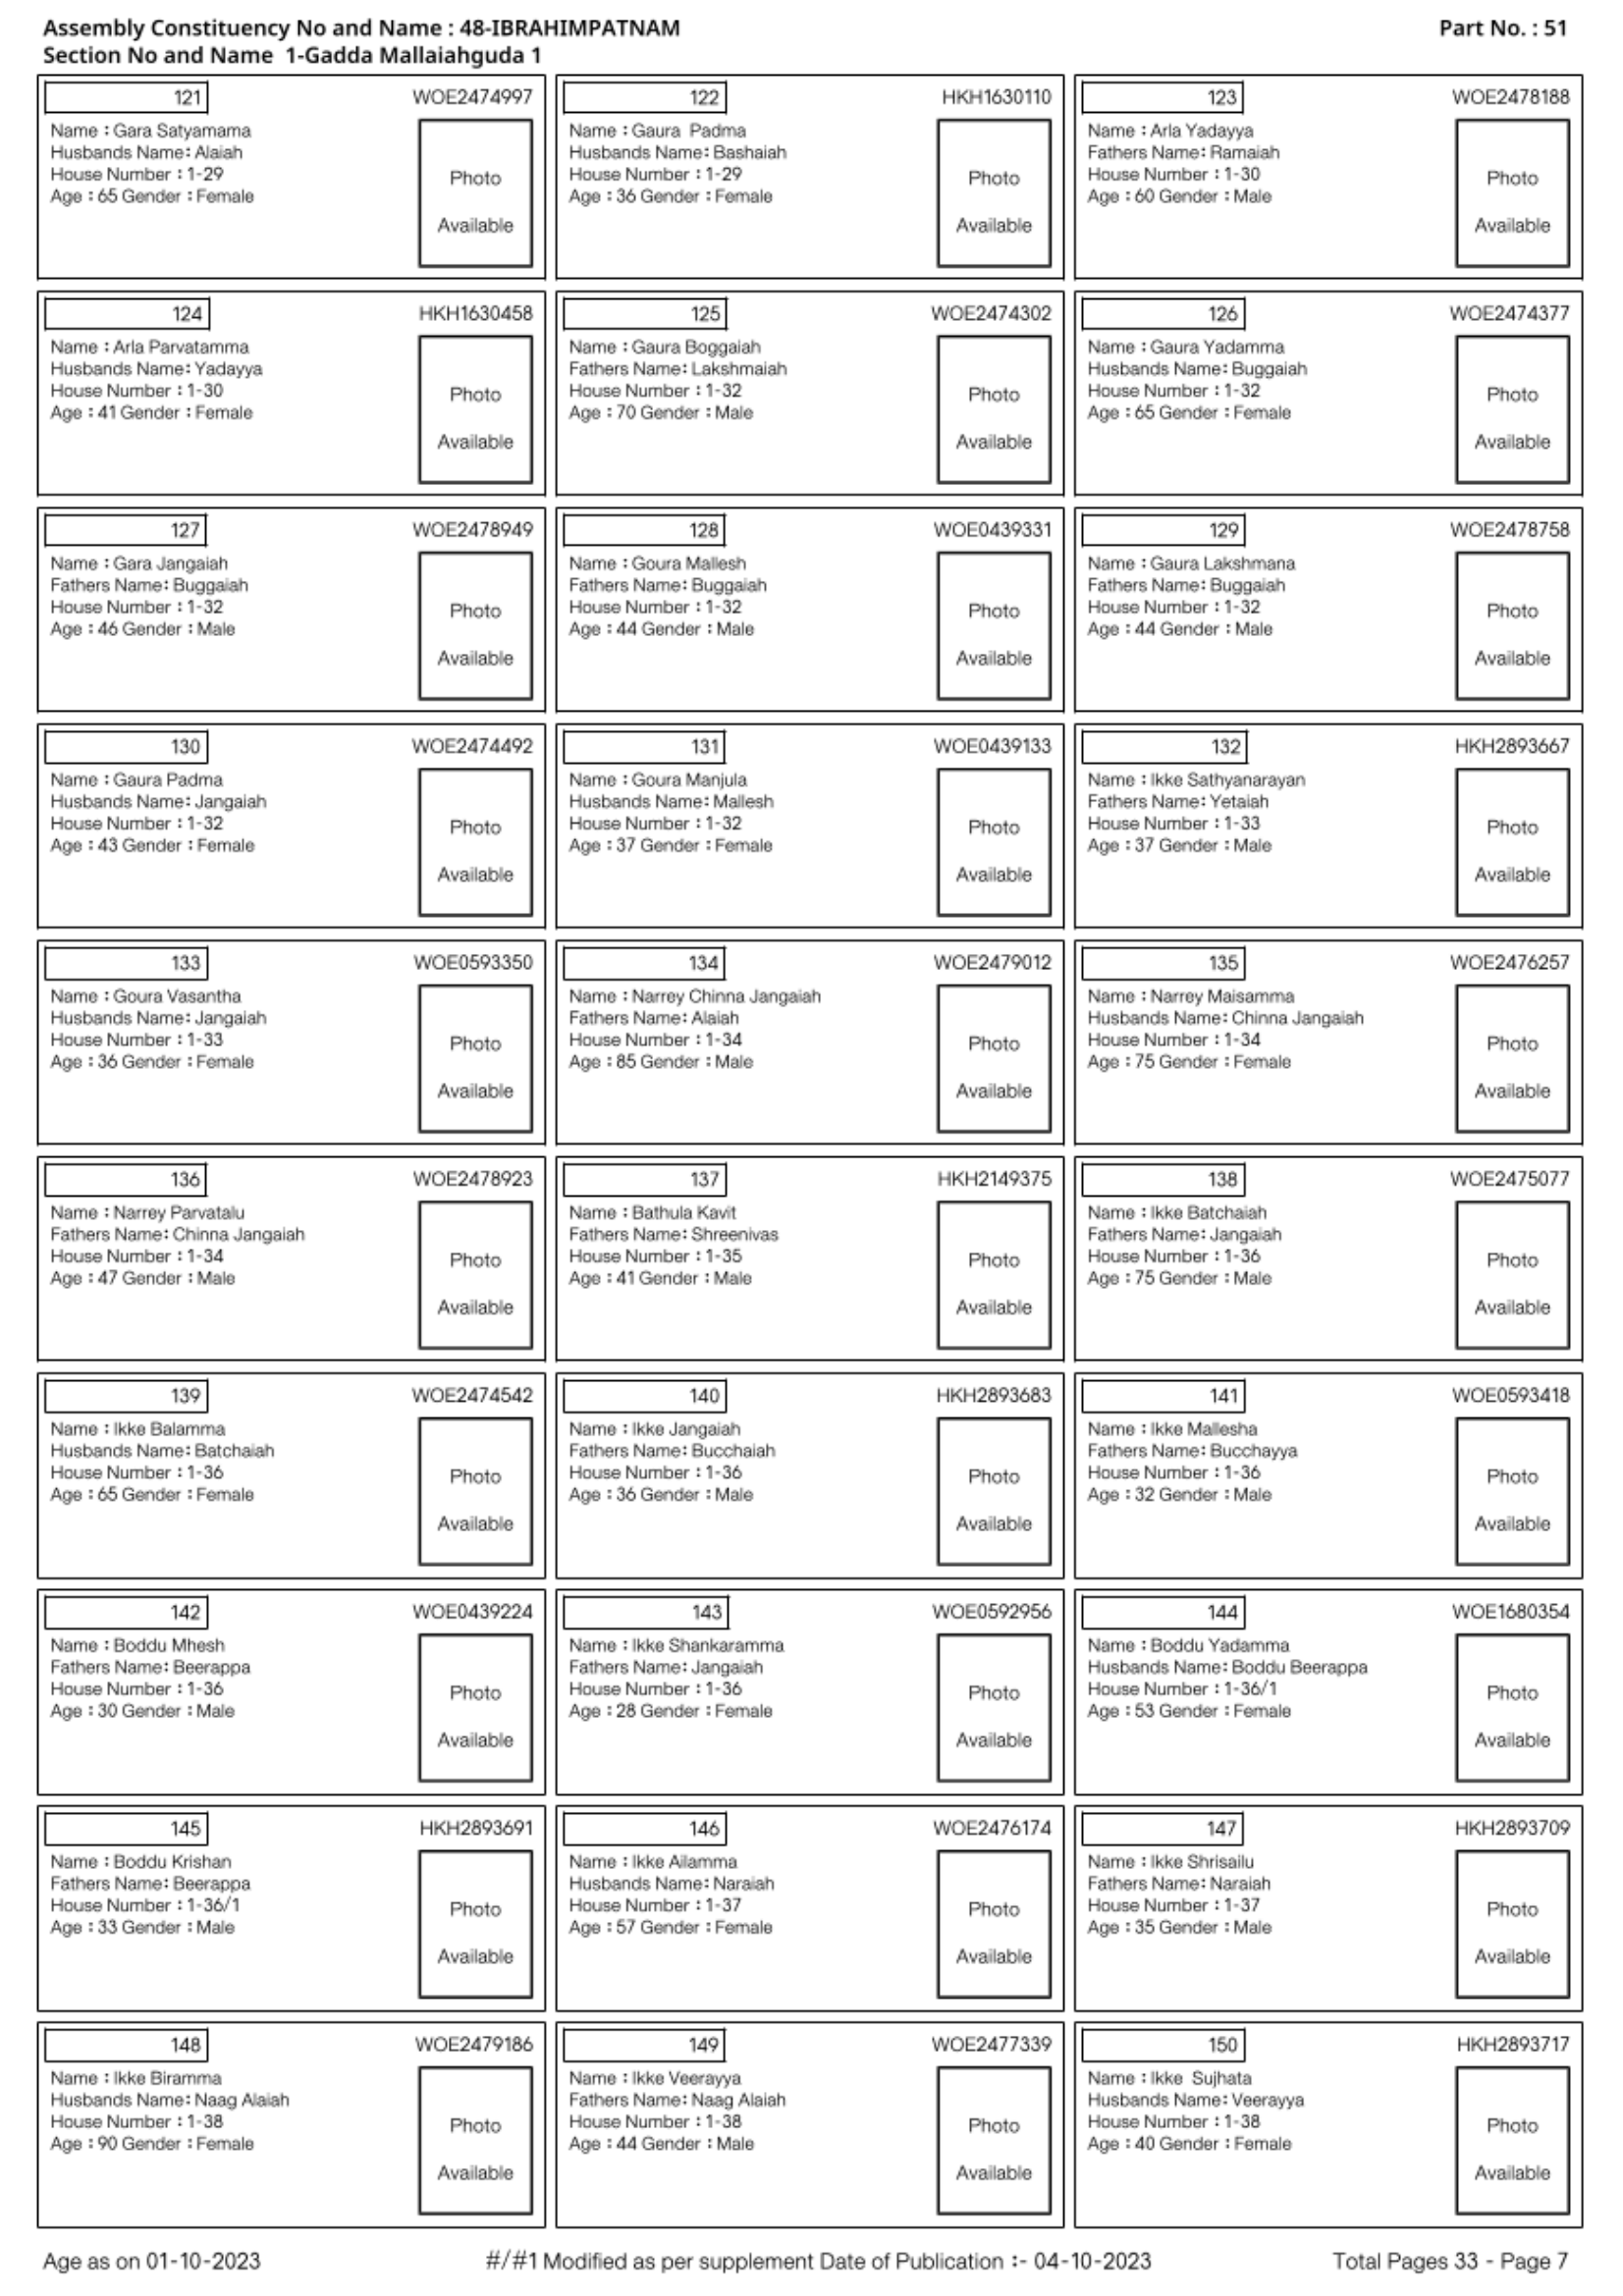 Assembly Constituency No and Name : 48-IBRAHIMPATNAM
Part No. : 51
Section No and Name 1-Gadda Mallaiahguda 1
121
WOE2474997
Name : Gara Satyamama
Husbands Name: Alaiah
House Number : 1-29
Age : 65 Gender : Female
Photo
Available
122
HKH1630110
Name : Gaura Padma
Husbands Name: Bashaiah
House Number : 1-29
Age : 36 Gender : Female
Photo
Available
123
WOE2478188
Name : Arla Yadayya
Fathers Name: Ramaiah
House Number : 1-30
Age : 60 Gender : Male
Photo
Available
124
HKH1630458
Name : Arla Parvatamma
Husbands Name: Yadayya
House Number : 1-30
Age : 41 Gender : Female
Photo
Available
125
WOE2474302
Name : Gaura Boggaiah
Fathers Name: Lakshmaiah
House Number : 1-32
Age : 70 Gender : Male
Photo
Available
126
WOE2474377
Name : Gaura Yadamma
Husbands Name: Buggaiah
House Number : 1-32
Age : 65 Gender : Female
Photo
Available
127
WOE2478949
Name : Gara Jangaiah
Fathers Name: Buggaiah
House Number : 1-32
Age : 46 Gender : Male
Photo
Available
128
WOE0439331
Name : Goura Mallesh
Fathers Name: Buggaiah
House Number : 1-32
Age : 44 Gender : Male
Photo
Available
129
WOE2478758
Name : Gaura Lakshmana
Fathers Name: Buggaiah
House Number : 1-32
Age : 44 Gender : Male
Photo
Available
130
WOE2474492
Name : Gaura Padma
Husbands Name: Jangaiah
House Number : 1-32
Age : 43 Gender : Female
Photo
Available
131
WOE0439133
Name : Goura Manjula
Husbands Name: Mallesh
House Number : 1-32
Age : 37 Gender : Female
Photo
Available
132
HKH2893667
Name : Ikke Sathyanarayan
Fathers Name: Yetaiah
House Number : 1-33
Age : 37 Gender : Male
Photo
Available
133
WOE0593350
Name : Goura Vasantha
Husbands Name: Jangaiah
House Number : 1-33
Age : 36 Gender : Female
Photo
Available
134
WOE2479012
Name : Narrey Chinna Jangaiah
Fathers Name: Alaiah
House Number : 1-34
Age : 85 Gender : Male
Photo
Available
135
WOE2476257
Name : Narrey Maisamma
Husbands Name: Chinna Jangaiah
House Number : 1-34
Age : 75 Gender : Female
Photo
Available
136
WOE2478923
Name : Narrey Parvatalu
Fathers Name: Chinna Jangaiah
House Number : 1-34
Age : 47 Gender : Male
Photo
Available
137
HKH2149375
Name : Bathula Kavit
Fathers Name: Shreenivas
House Number : 1-35
Age : 41 Gender : Male
Photo
Available
138
WOE2475077
Name : Ikke Batchaiah
Fathers Name: Jangaiah
House Number : 1-36
Age : 75 Gender : Male
Photo
Available
139
WOE2474542
Name : Ikke Balamma
Husbands Name: Batchaiah
House Number : 1-36
Age : 65 Gender : Female
Photo
Available
140
HKH2893683
Name : Ikke Jangaiah
Fathers Name: Bucchaiah
House Number : 1-36
Age : 36 Gender : Male
Photo
Available
141
WOE0593418
Name : Ikke Mallesha
Fathers Name: Bucchayya
House Number : 1-36
Age : 32 Gender : Male
Photo
Available
142
WOE0439224
Name : Boddu Mhesh
Fathers Name: Beerappa
House Number : 1-36
Age : 30 Gender : Male
Photo
Available
143
WOE0592956
Name : Ikke Shankaramma
Fathers Name: Jangaiah
House Number : 1-36
Age : 28 Gender : Female
Photo
Available
144
WOE1680354
Name : Boddu Yadamma
Husbands Name: Boddu Beerappa
House Number : 1-36/1
Age : 53 Gender : Female
Photo
Available
145
HKH2893691
Name : Boddu Krishan
Fathers Name: Beerappa
House Number : 1-36/1
Age : 33 Gender : Male
Photo
Available
146
WOE2476174
Name : Ikke Ailamma
Husbands Name: Naraiah
House Number : 1-37
Age : 57 Gender : Female
Photo
Available
147
HKH2893709
Name : Ikke Shrisailu
Fathers Name: Naraiah
House Number : 1-37
Age : 35 Gender : Male
Photo
Available
148
WOE2479186
Name : Ikke Biramma
Husbands Name: Naag Alaiah
House Number : 1-38
Age : 90 Gender : Female
Photo
Available
149
WOE2477339
Name : Ikke Veerayya
Fathers Name: Naag Alaiah
House Number : 1-38
Age : 44 Gender : Male
Photo
Available
150
HKH2893717
Name : Ikke Sujhata
Husbands Name: Veerayya
House Number : 1-38
Age : 40 Gender : Female
Photo
Available
Age as on 01-10-2023
#/#1 Modified as per supplement Date of Publication :- 04-10-2023
Total Pages 33 - Page 7